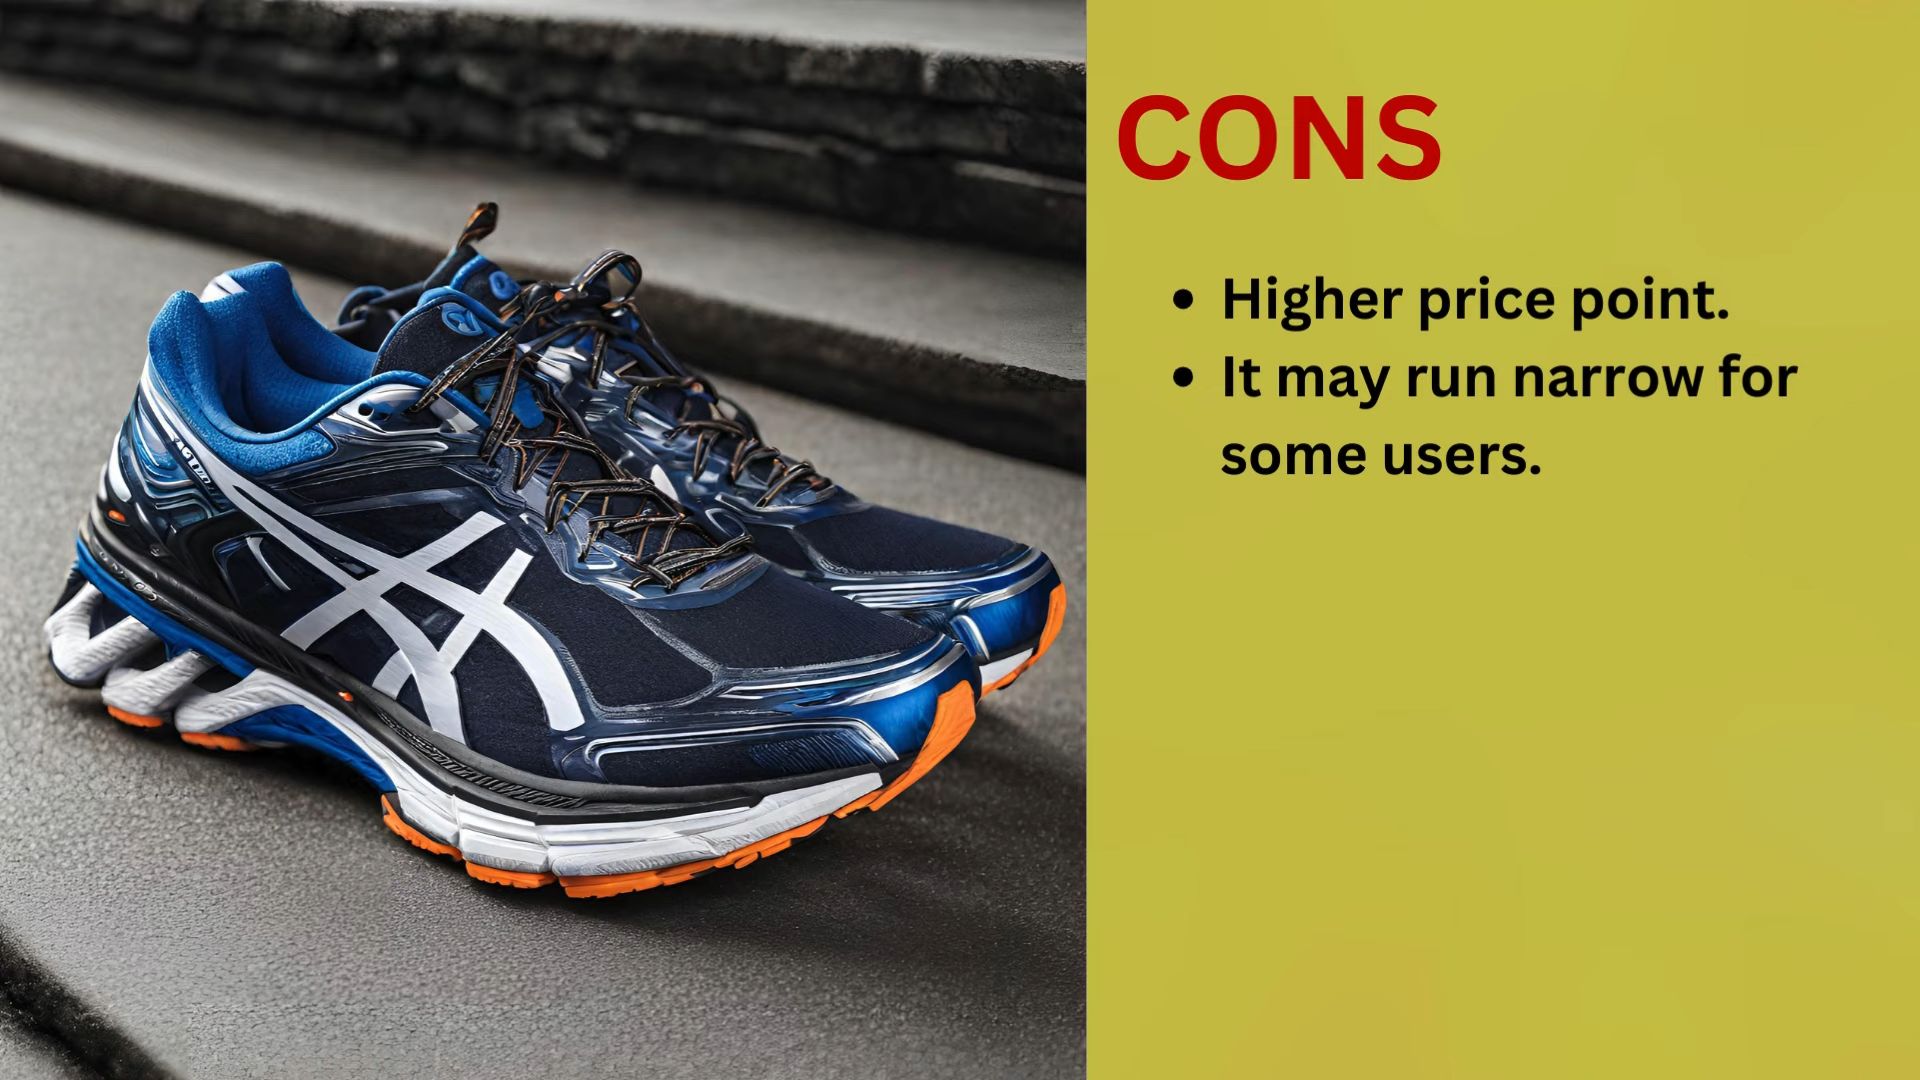 CONS
• Higher price point.
• It may run narrow for
some users.